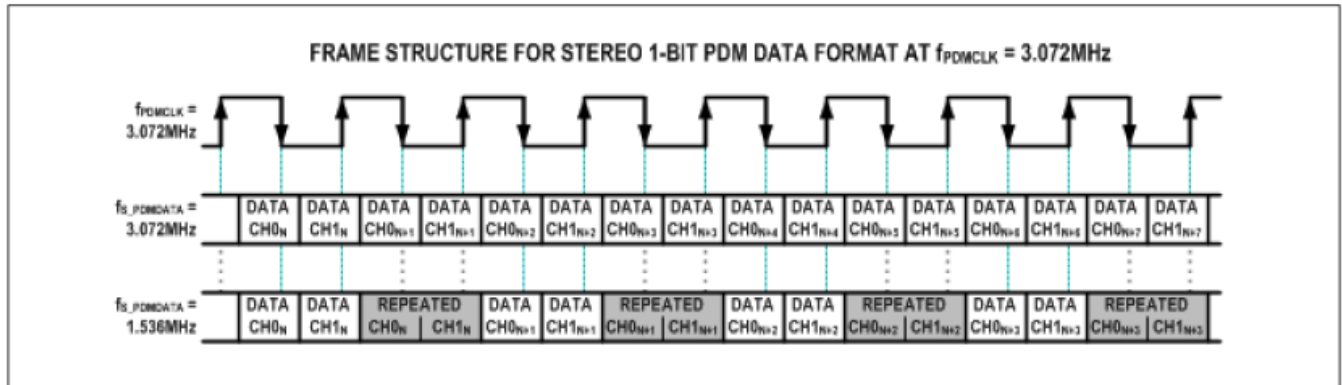 FRAME STRUCTURE FOR STEREO 1-BIT PDM DATA FORMAT AT fPDMCLK = 3.072MHz
fPDMCLK =
3.072MHz
fS_PDMDATA =
3.072MHz
DATA DATA DATA DATA DATA DATA DATA DATA DATA DATA DATA DATA DATA DATA DATA DATA
CH0N CH1N CH0N+1 CH1N+1 CH0N+2 CH1N+2 CH0N+3 CH1N+3 CH0N+4 CH1N+4 CH0N+5 CH1N+5 CH0N+6 CH1N+6 CH0N+7 CH1N+7
fS_PDMDATA =
1.536MHz
DATA DATA REPEATED DATA DATA REPEATED DATA DATA REPEATED DATA DATA REPEATED
CH0N CH1N CH0N CH1N CH0N+1 CH1N+1 CH0N+1 CH1N+1 CH0N+2 CH1N+2 CH0N+2 CH1N+2 CH0N+3 CH1N+3 CH0N+3 CH1N+3